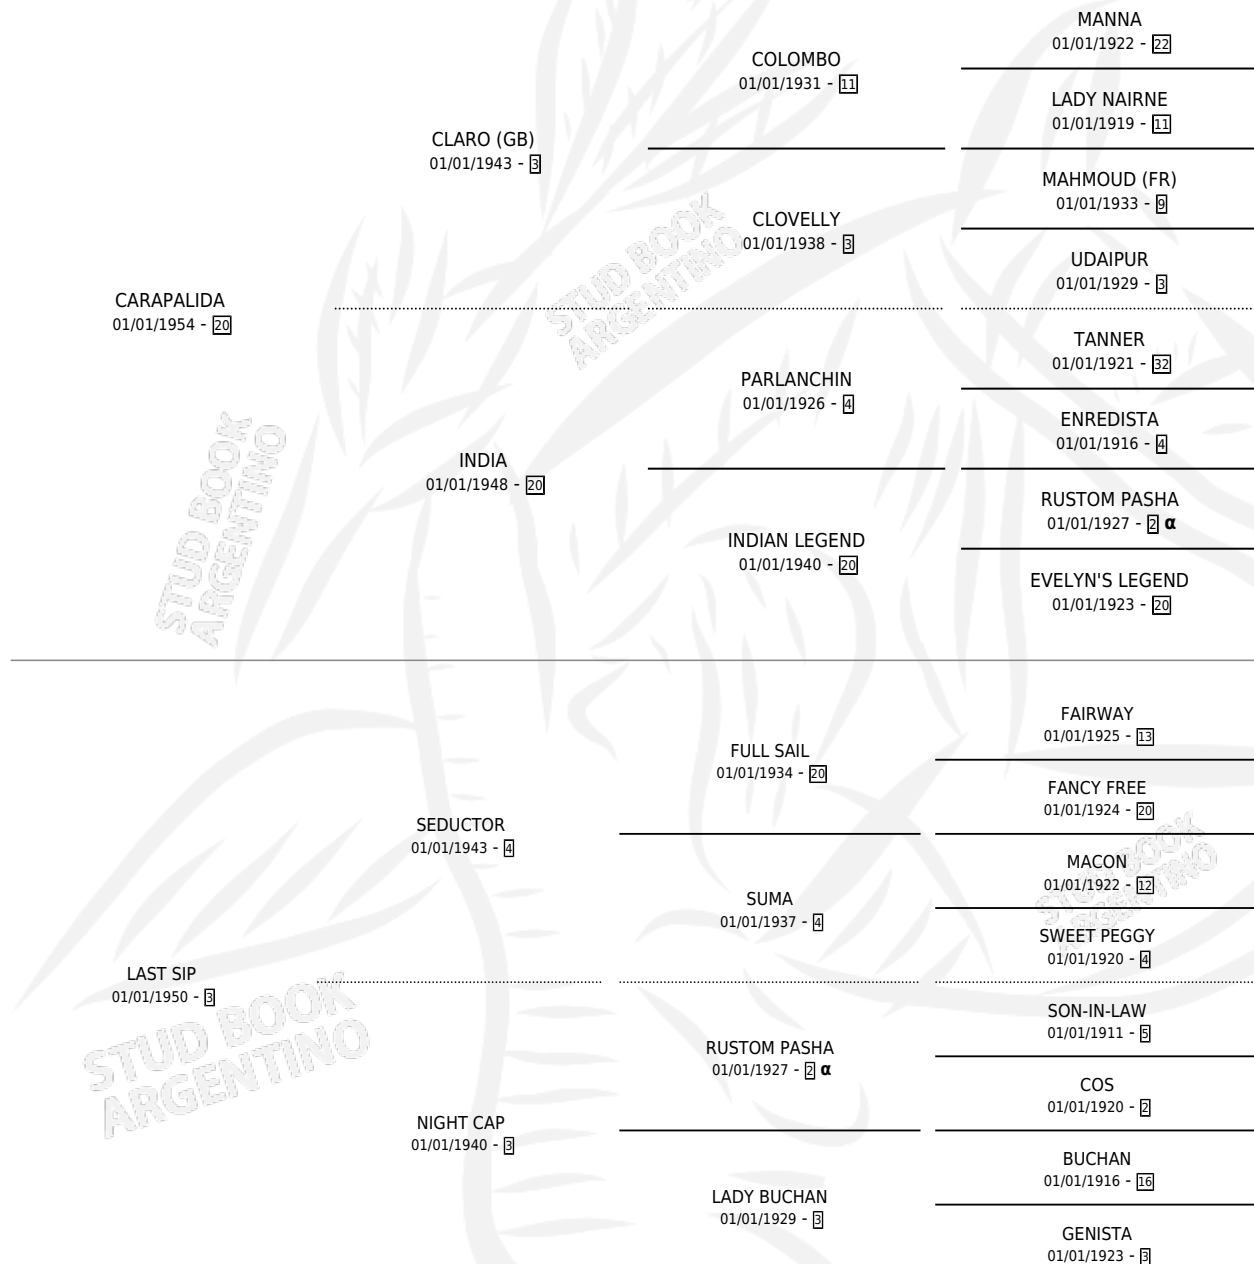 MANNA
01/01/1922 - 22
COLOMBO
01/01/1931 - 11
LADY NAIRNE
01/01/1919 - 11
CLARO (GB)
01/01/1943 - 3
MAHMOUD (FR)
01/01/1933 - 9
CLOVELLY
01/01/1938 - 3
UDAIPUR
01/01/1929 - 3
CARAPALIDA
01/01/1954 - 20
STUD BOOK
ARGENTINO
TANNER
01/01/1921 - 32
PARLANCHIN
01/01/1926 - 4
ENREDISTA
01/01/1916 - 4
INDIA
01/01/1948 - 20
STUD BOOK
ARGENTINO
RUSTOM PASHA
01/01/1927 - 2 α
INDIAN LEGEND
01/01/1940 - 20
EVELYN'S LEGEND
01/01/1923 - 20
FAIRWAY
01/01/1925 - 13
FULL SAIL
01/01/1934 - 20
FANCY FREE
01/01/1924 - 20
SEDUCTOR
01/01/1943 - 4
MACON
01/01/1922 - 12
STUD BOOK
ARGENTINO
SUMA
01/01/1937 - 4
SWEET PEGGY
01/01/1920 - 4
LAST SIP
01/01/1950 - 3
STUD BOOK
ARGENTINO
SON-IN-LAW
01/01/1911 - 5
RUSTOM PASHA
01/01/1927 - 2 α
COS
01/01/1920 - 2
NIGHT CAP
01/01/1940 - 3
BUCHAN
01/01/1916 - 16
LADY BUCHAN
01/01/1929 - 3
GENISTA
01/01/1923 - 3